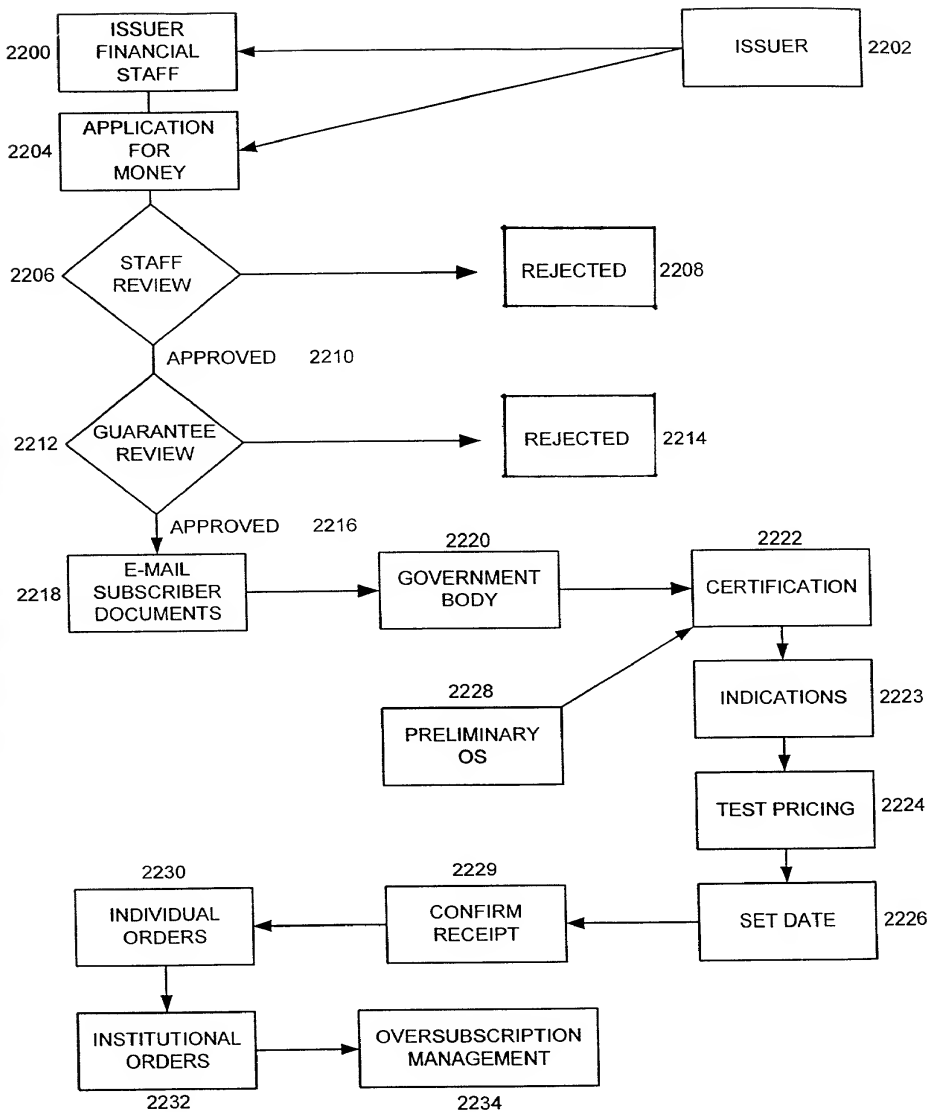 2200
ISSUER
FINANCIAL
STAFF
ISSUER
2202
2204
APPLICATION
FOR
MONEY
2206
STAFF
REVIEW
REJECTED
2208
APPROVED 2210
2212
GUARANTEE
REVIEW
REJECTED
2214
APPROVED 2216
2218
E-MAIL
SUBSCRIBER
DOCUMENTS
2220
GOVERNMENT
BODY
2222
CERTIFICATION
2228
PRELIMINARY
OS
INDICATIONS
2223
TEST PRICING
2224
2230
INDIVIDUAL
ORDERS
2229
CONFIRM
RECEIPT
SET DATE
2226
INSTITUTIONAL
ORDERS
2232
OVERSUBSCRIPTION
MANAGEMENT
2234